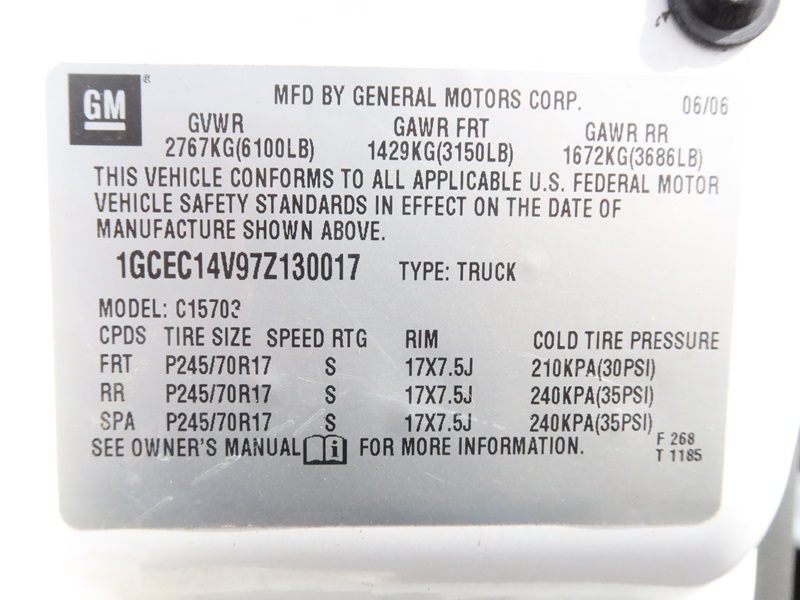 GM ®
MFD BY GENERAL MOTORS CORP. 06/06
GVWR GAWR FRT GAWR RR
2767KG(6100LB) 1429KG(3150LB) 1672KG(3686LB)
THIS VEHICLE CONFORMS TO ALL APPLICABLE U.S. FEDERAL MOTOR
VEHICLE SAFETY STANDARDS IN EFFECT ON THE DATE OF
MANUFACTURE SHOWN ABOVE.
1GCEC14V97Z130017 TYPE: TRUCK
MODEL: C15703
CPDS TIRE SIZE SPEED RTG RIM COLD TIRE PRESSURE
FRT P245/70R17 S 17X7.5J 210KPA(30PSI)
RR P245/70R17 S 17X7.5J 240KPA(35PSI)
SPA P245/70R17 S 17X7.5J 240KPA(35PSI)
SEE OWNER'S MANUAL i FOR MORE INFORMATION.
F 268
T 1185